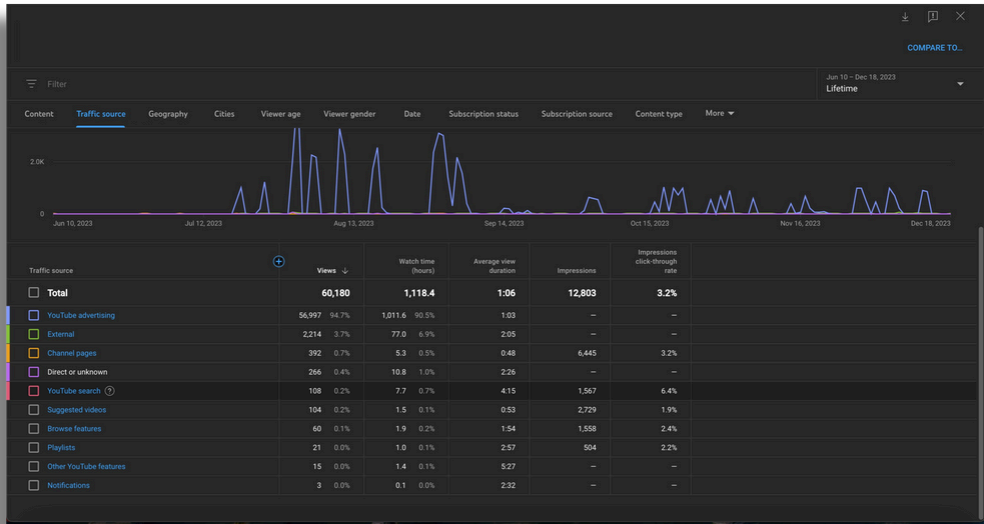 COMPARE TO...
Filter
Jun 10 – Dec 18, 2023
Lifetime
Content Traffic source Geography Cities Viewer age Viewer gender Date Subscription status Subscription source Content type More
2.0K
0
Jun 10, 2023 Jul 12, 2023 Aug 13, 2023 Sep 14, 2023 Oct 15, 2023 Nov 16, 2023 Dec 18, 2023
Traffic source Views Watch time (hours) Average view duration Impressions Impressions click-through rate
Total 60,180 1,118.4 1:06 12,803 3.2%
YouTube advertising 56,997 94.7% 1,011.6 90.5% 1:03 – –
External 2,214 3.7% 77.0 6.9% 2:05 – –
Channel pages 392 0.7% 5.3 0.5% 0:48 6,445 3.2%
Direct or unknown 266 0.4% 10.8 1.0% 2:26 – –
YouTube search ? 108 0.2% 7.7 0.7% 4:15 1,567 6.4%
Suggested videos 104 0.2% 1.5 0.1% 0:53 2,729 1.9%
Browse features 60 0.1% 1.9 0.2% 1:54 1,558 2.4%
Playlists 21 0.0% 1.0 0.1% 2:57 504 2.2%
Other YouTube features 15 0.0% 1.4 0.1% 5:27 – –
Notifications 3 0.0% 0.1 0.0% 2:32 – –